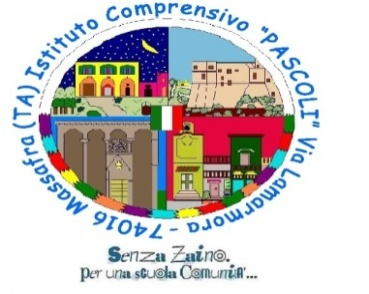 74016 Massafra (TA) Istituto Comprensivo "PASCOLI" Via Lamarmora -
Senza Zaino.
Per una scuola Comunità...